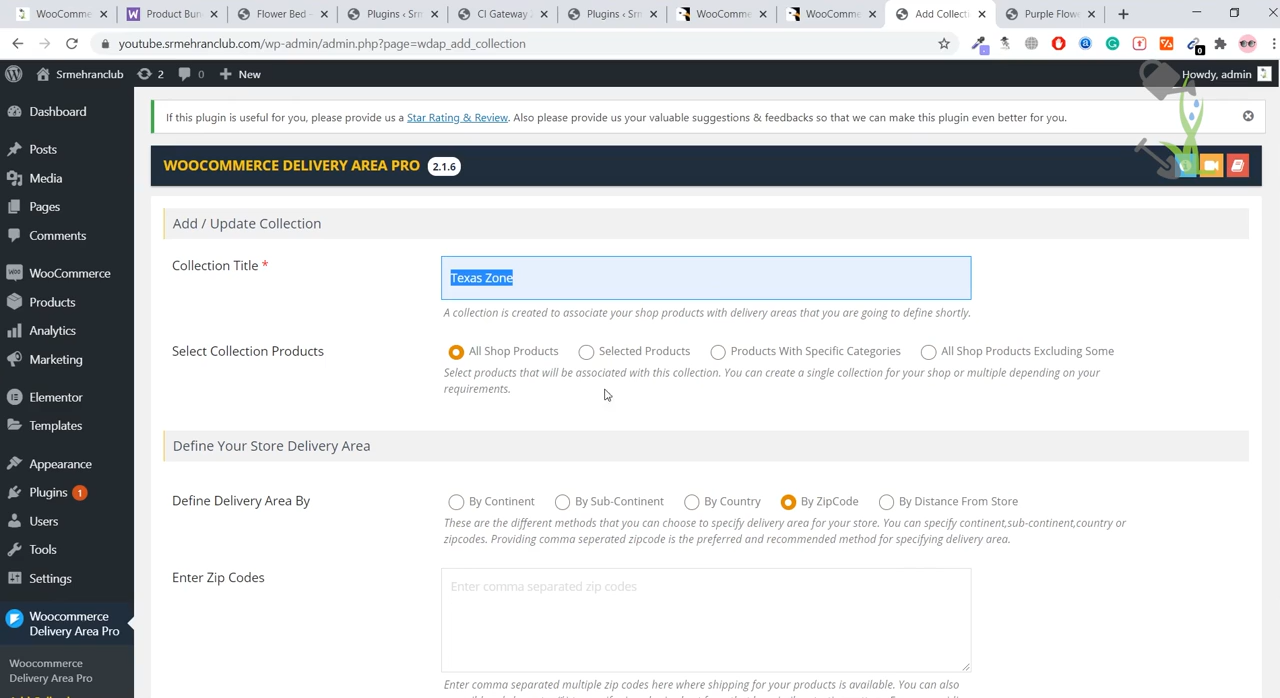 WooComme
Product Bun
Flower Bed –
Plugins ‹ Srm
CI Gateway
Plugins ‹ Srm
WooComme
WooComme
Add Collecti
Purple Flowe
youtube.srmehranclub.com/wp-admin/admin.php?page=wdap_add_collection
0
Srmehranclub
2
0
New
Howdy, admin
Dashboard
Posts
Media
Pages
Comments
WooCommerce
Products
Analytics
Marketing
Elementor
Templates
Appearance
Plugins 1
Users
Tools
Settings
Woocommerce
Delivery Area Pro
Woocommerce
Delivery Area Pro
If this plugin is useful for you, please provide us a Star Rating & Review. Also please provide us your valuable suggestions & feedbacks so that we can make this plugin even better for you.
WOOCOMMERCE DELIVERY AREA PRO 2.1.6
Add / Update Collection
Collection Title *
Texas Zone
A collection is created to associate your shop products with delivery areas that you are going to define shortly.
Select Collection Products
All Shop Products
Selected Products
Products With Specific Categories
All Shop Products Excluding Some
Select products that will be associated with this collection. You can create a single collection for your shop or multiple depending on your
requirements.
Define Your Store Delivery Area
Define Delivery Area By
By Continent
By Sub-Continent
By Country
By ZipCode
By Distance From Store
These are the different methods that you can choose to specify delivery area for your store. You can specify continent,sub-continent,country or
zipcodes. Providing comma seperated zipcode is the preferred and recommended method for specifying delivery area.
Enter Zip Codes
Enter comma separated zip codes
Enter comma separated multiple zip codes here where shipping for your products is available. You can also